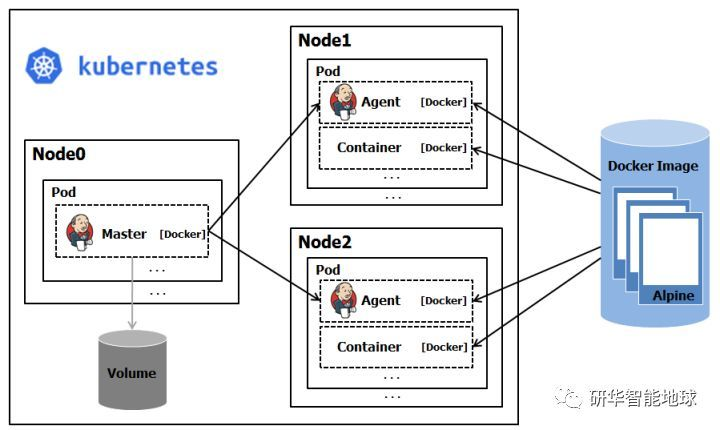 kubernetes
Node0
Pod
Master [Docker]
...
...
Volume
Node1
Pod
Agent [Docker]
Container [Docker]
...
...
Node2
Pod
Agent [Docker]
Container [Docker]
...
...
Docker Image
Alpine
研华智能地球